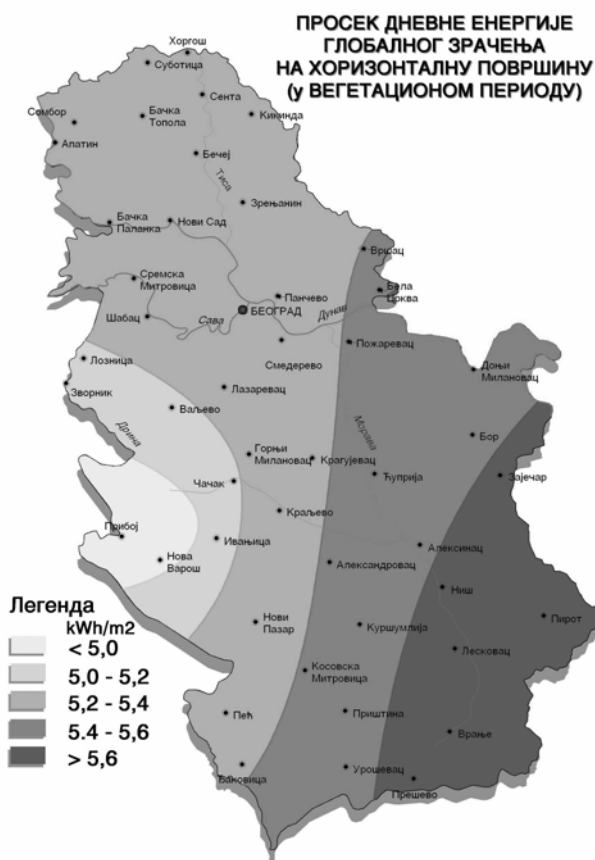 ПРОСЕК ДНЕВНЕ ЕНЕРГИЈЕ
ГЛОБАЛНОГ ЗРАЧЕЊА
НА ХОРИЗОНТАЛНУ ПОВРШИНУ
(у ВЕГЕТАЦИОНОМ ПЕРИОДУ)
Хоргош
Суботица
Сента
Сомбор
Бачка
Топола
Кикинда
Апатин
Бечеј
Тиса
Зрењанин
Бачка
Паланка
Нови Сад
Вршац
Сремска
Митровица
Панчево
Бела
Црква
БЕОГРАД
Дунав
Шабац
Сава
Смедерево
Пожаревац
Лозница
Доњи
Милановац
Зворник
Лазаревац
Ваљево
Дрина
Морава
Горњи
Милановац
Крагујевац
Бор
Ћуприја
Зајечар
Чачак
Краљево
Прибој
Ивањица
Нова
Варош
Алексинац
Александровац
Ниш
Пирот
Нови
Пазар
Куршумлија
Лесковац
Косовска
Митровица
Пећ
Приштина
Врање
Ђаковица
Урошевац
Прешево
Легенда
kWh/m2
< 5,0
5,0 - 5,2
5,2 - 5,4
5.4 - 5,6
> 5,6